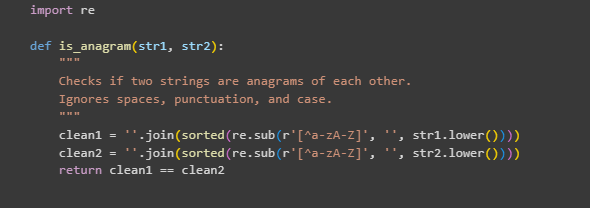 import re

def is_anagram(str1, str2):
    """
    Checks if two strings are anagrams of each other.
    Ignores spaces, punctuation, and case.
    """
    clean1 = ''.join(sorted(re.sub(r'[^a-zA-Z]', '', str1.lower())))
    clean2 = ''.join(sorted(re.sub(r'[^a-zA-Z]', '', str2.lower())))
    return clean1 == clean2